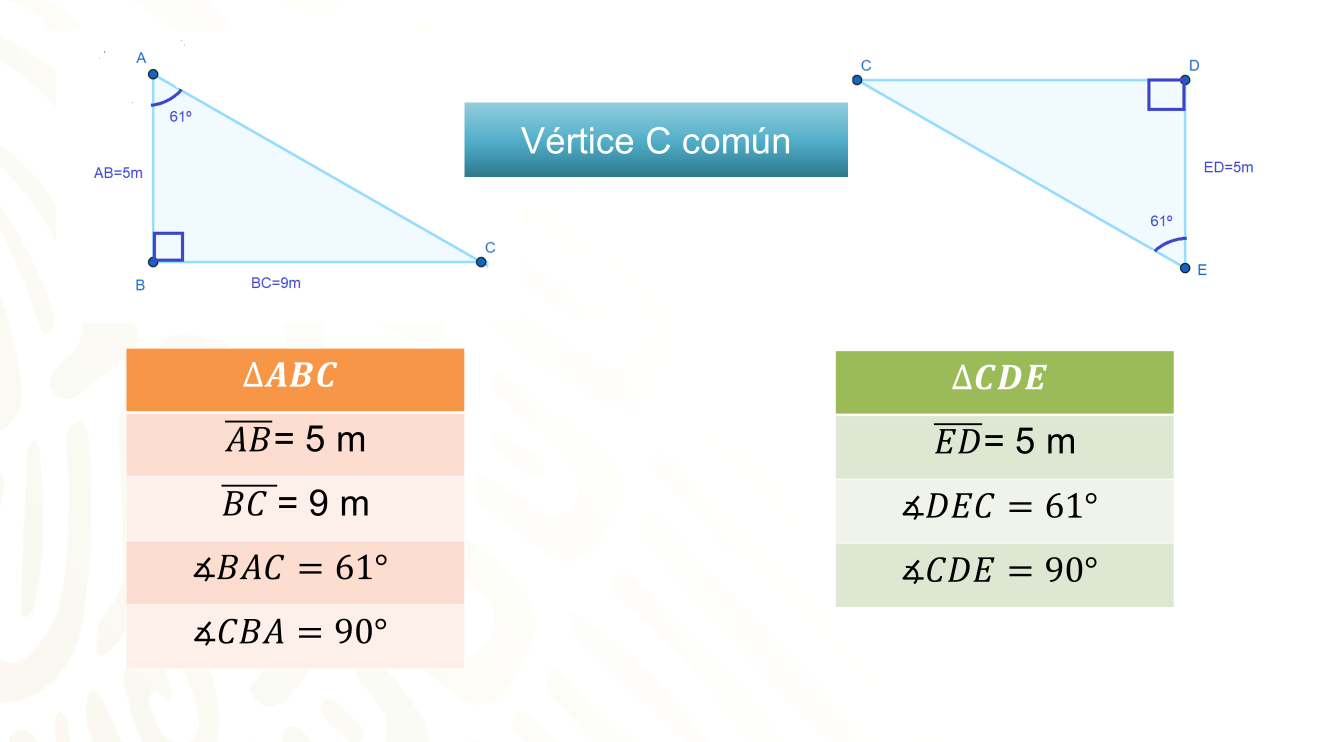 A
61º
AB=5m
B
BC=9m
C
Vértice C común
C
D
ED=5m
61º
E
ΔABC
AB= 5 m
BC = 9 m
∡BAC = 61°
∡CBA = 90°
ΔCDE
ED= 5 m
∡DEC = 61°
∡CDE = 90°